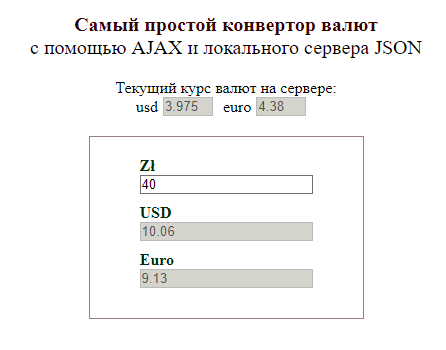 Самый простой конвертор валют
с помощью AJAX и локального сервера JSON
Текущий курс валют на сервере:
usd 3.975 euro 4.38
Zł
40
USD
10.06
Euro
9.13